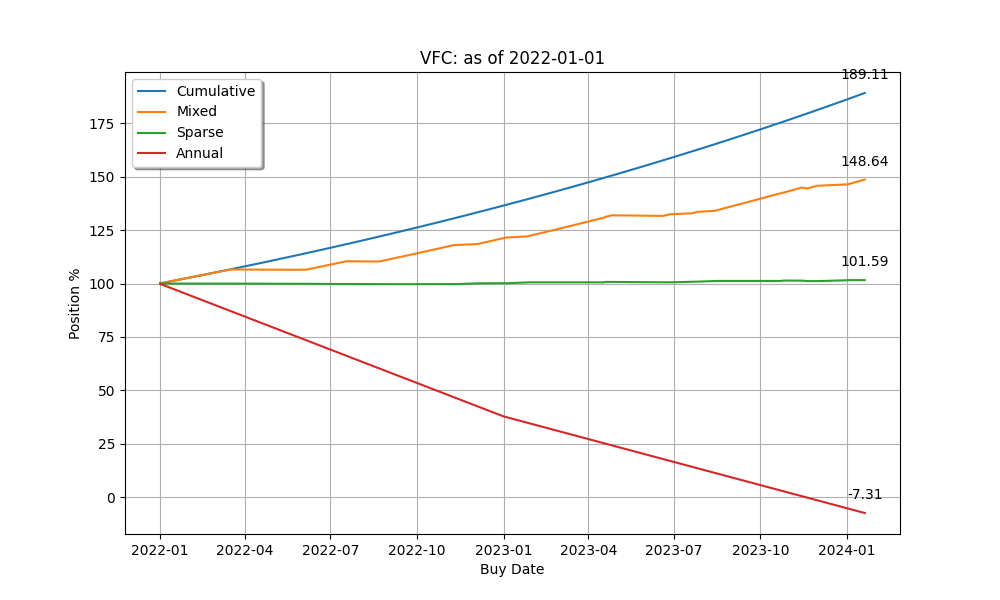 VFC: as of 2022-01-01
Cumulative
Mixed
Sparse
Annual
189.11
148.64
101.59
-7.31
Position %
175
150
125
100
75
50
25
0
2022-01 2022-04 2022-07 2022-10 2023-01 2023-04 2023-07 2023-10 2024-01
Buy Date